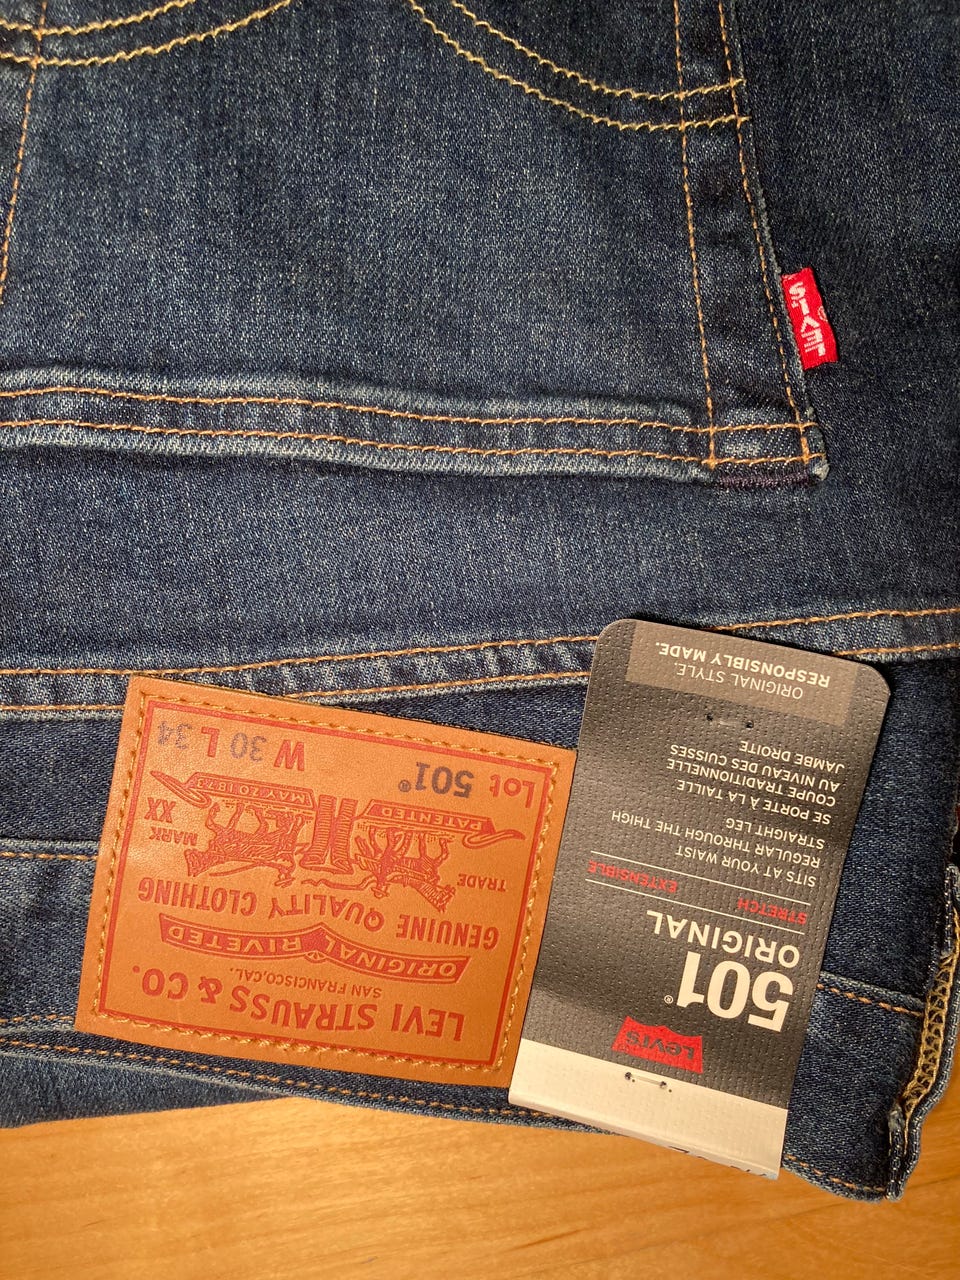 LEVI'S
®
LEVI STRAUSS & CO.
SAN FRANCISCO,CAL.
ORIGINAL RIVETED
GENUINE QUALITY CLOTHING
TRADE MARK
PATENTED MAY 20 1873
XX
Lot 501® W 30 L 34
Levi's
501®
ORIGINAL
STRETCH
EXTENSIBLE
SITS AT YOUR WAIST
REGULAR THROUGH THE THIGH
STRAIGHT LEG
SE PORTE À LA TAILLE
COUPE TRADITIONNELLE
AU NIVEAU DES CUISSES
JAMBE DROITE
ORIGINAL STYLE.
RESPONSIBLY MADE.™